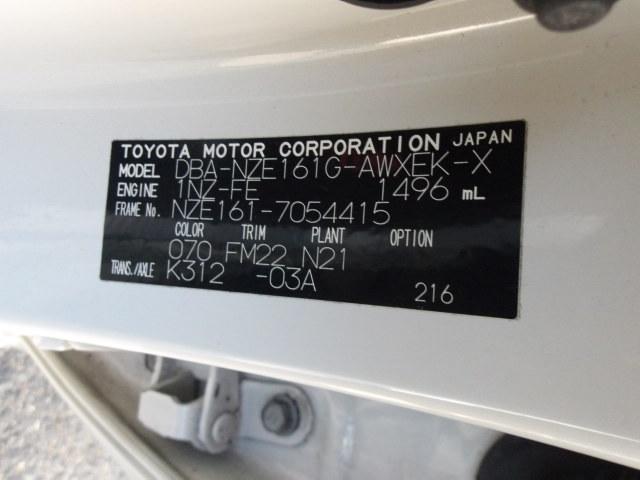 TOYOTA MOTOR CORPORATION JAPAN
MODEL DBA-NZE161G-AWXEK-X
ENGINE 1NZ-FE 1496 mL
FRAME No. NZE161-7054415
COLOR TRIM PLANT OPTION
070 FM22 N21
TRANS./AXLE K312 -03A
216